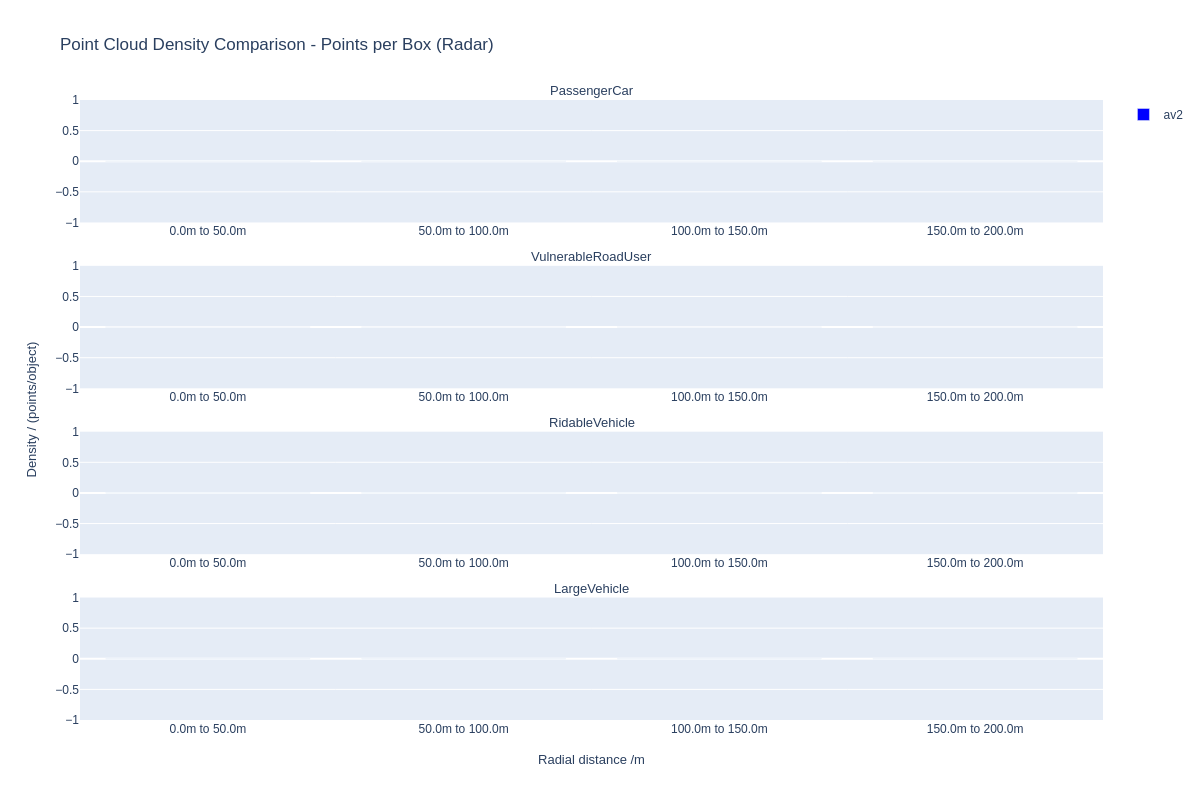 Point Cloud Density Comparison - Points per Box (Radar)
PassengerCar
1
0.5
0
−0.5
−1
0.0m to 50.0m
50.0m to 100.0m
100.0m to 150.0m
150.0m to 200.0m
av2
VulnerableRoadUser
1
0.5
0
−0.5
−1
0.0m to 50.0m
50.0m to 100.0m
100.0m to 150.0m
150.0m to 200.0m
Density / (points/object)
RidableVehicle
1
0.5
0
−0.5
−1
0.0m to 50.0m
50.0m to 100.0m
100.0m to 150.0m
150.0m to 200.0m
LargeVehicle
1
0.5
0
−0.5
−1
0.0m to 50.0m
50.0m to 100.0m
100.0m to 150.0m
150.0m to 200.0m
Radial distance /m